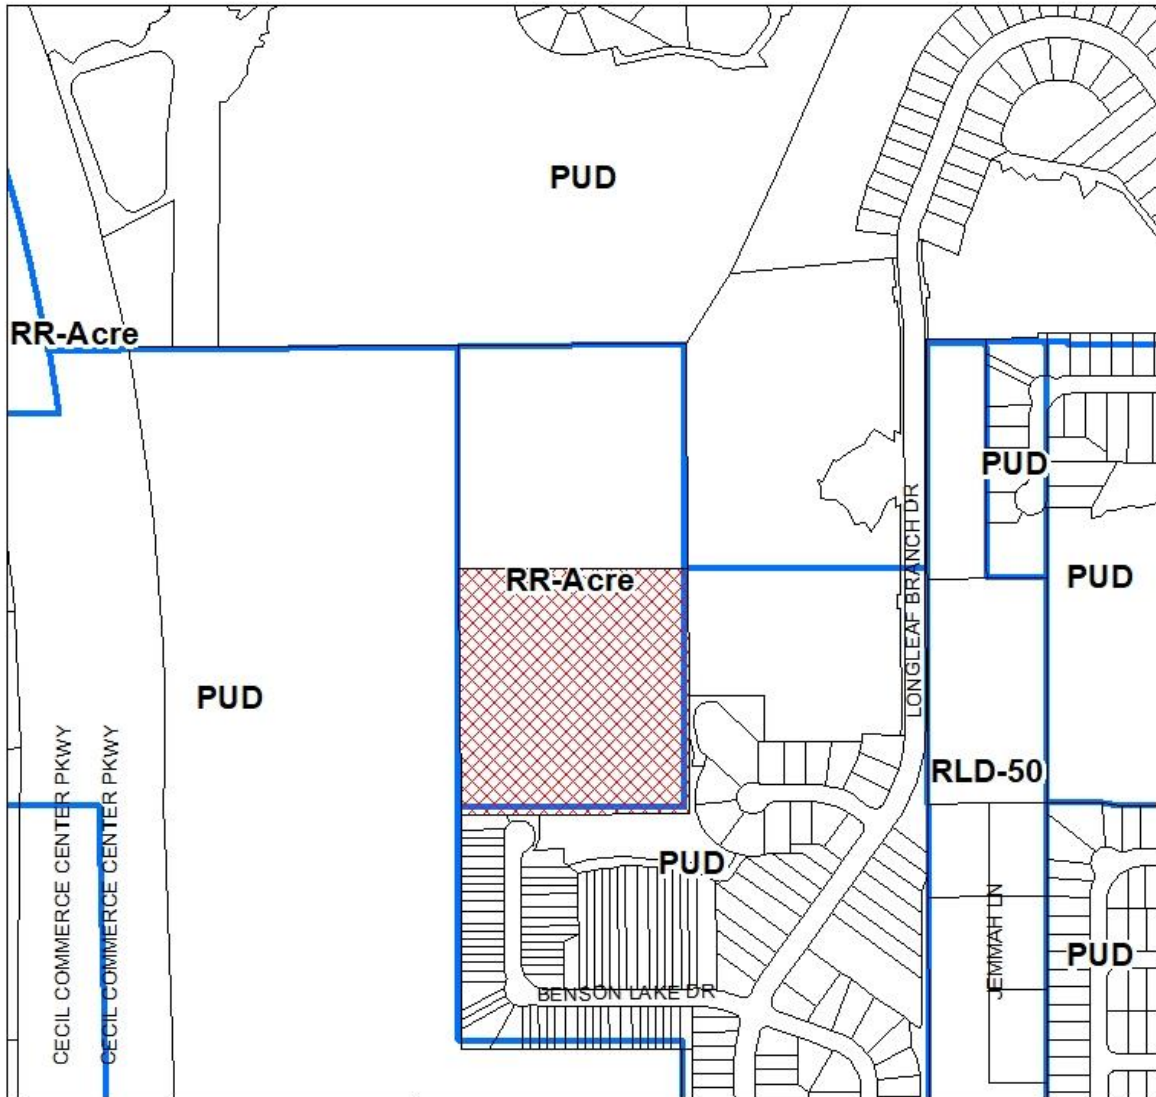 PUD
RR-Acre
PUD
RR-Acre
PUD
LONGLEAF BRANCH DR
PUD
CECIL COMMERCE CENTER PKWY
CECIL COMMERCE CENTER PKWY
RLD-50
PUD
JEMMAH LN
PUD
BENSON LAKE DR